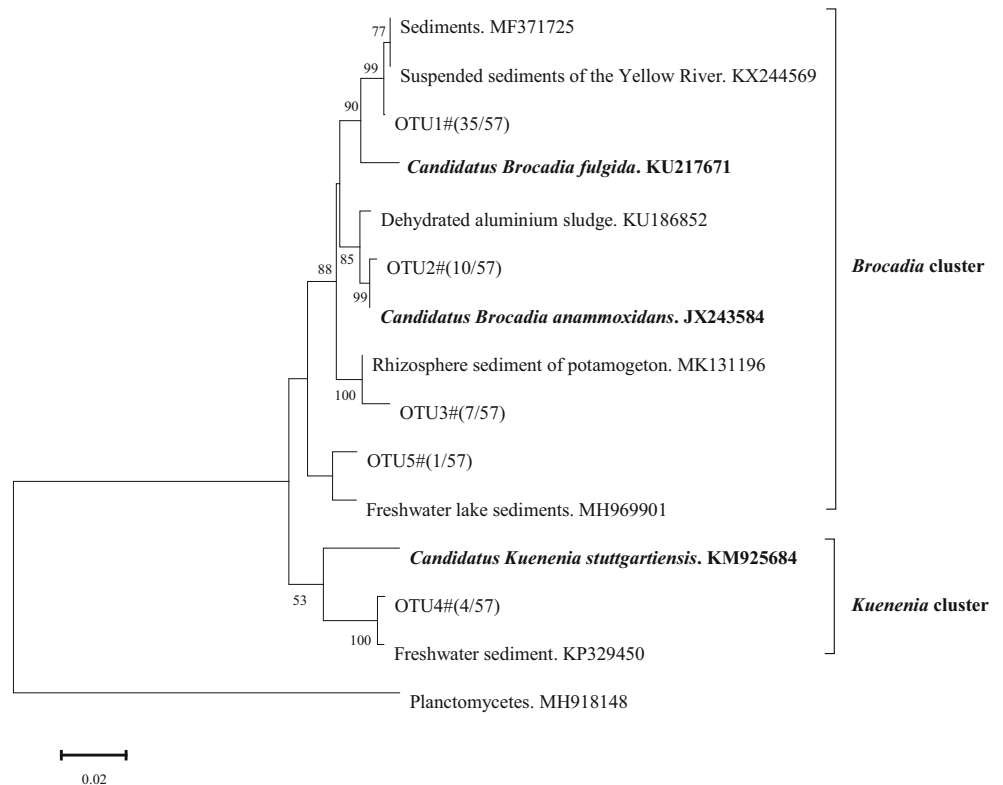 77
Sediments. MF371725
99
Suspended sediments of the Yellow River. KX244569
90
OTU1#(35/57)
Candidatus Brocadia fulgida. KU217671
Dehydrated aluminium sludge. KU186852
85
88
OTU2#(10/57)
Brocadia cluster
99
Candidatus Brocadia anammoxidans. JX243584
Rhizosphere sediment of potamogeton. MK131196
100
OTU3#(7/57)
OTU5#(1/57)
Freshwater lake sediments. MH969901
Candidatus Kuenenia stuttgartiensis. KM925684
53
OTU4#(4/57)
Kuenenia cluster
100
Freshwater sediment. KP329450
Planctomycetes. MH918148
0.02